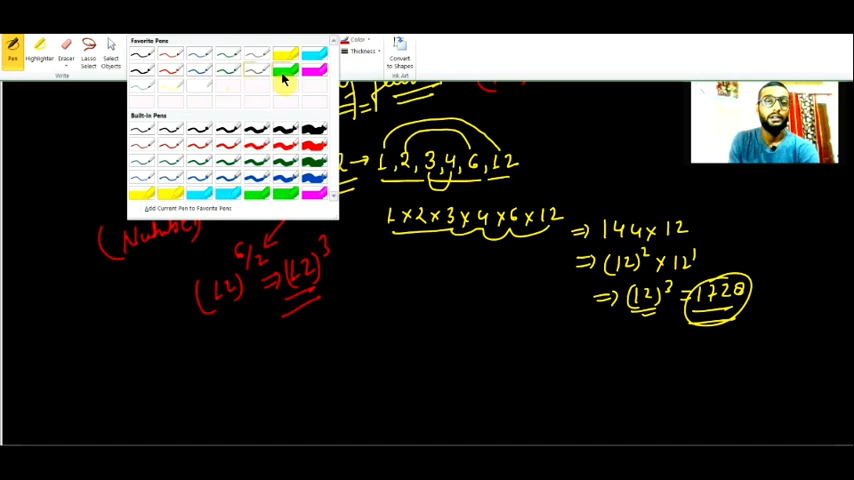 Favorite Pens
Color
Thickness
Pen Highlighter Eraser Lasso Select Select Objects
Convert to Shapes
Write
Ink Art
Built-in Pens
Add Current Pen to Favorite Pens
2 → 1, 2, 3, 4, 6, 12
1 × 2 × 3 × 4 × 6 × 12
⇒ 144 × 12
(Number)
⇒ (12)² × 12¹
(12)^6/2 ⇒ (12)³
⇒ (12)³ = 1728